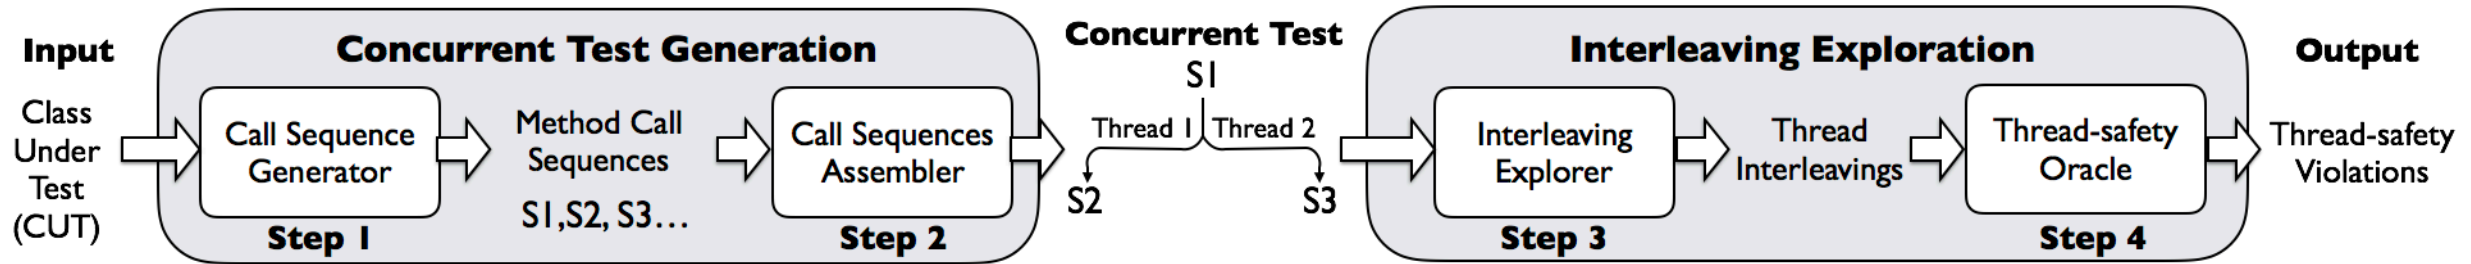 Input
Class
Under
Test
(CUT)
Concurrent Test Generation
Call Sequence
Generator
Step 1
Method Call
Sequences
S1,S2, S3...
Call Sequences
Assembler
Step 2
Concurrent Test
S1
Thread 1
Thread 2
S2
S3
Interleaving Exploration
Interleaving
Explorer
Step 3
Thread
Interleavings
Thread-safety
Oracle
Step 4
Output
Thread-safety
Violations